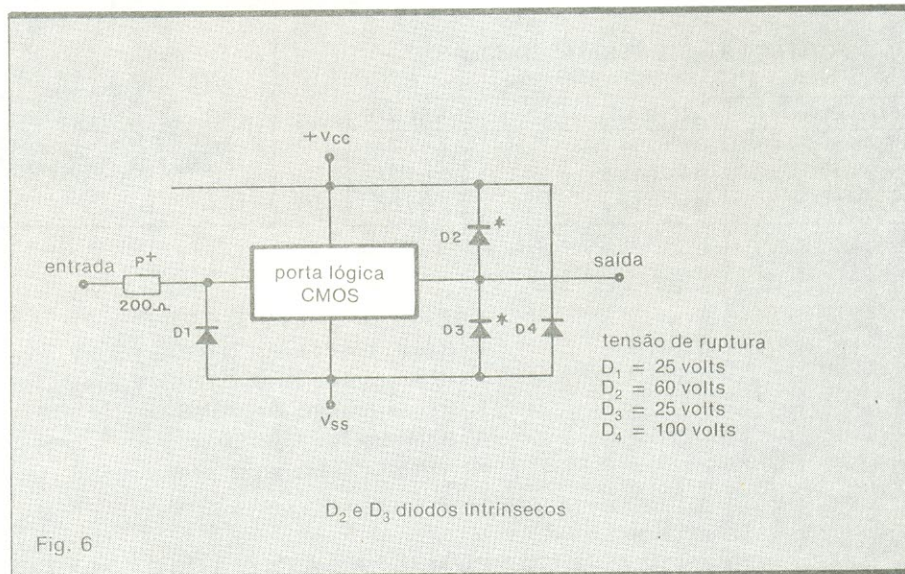 +Vcc
D2 *
entrada
P+
porta lógica
CMOS
saída
200Ω
D1
D3 *
D4
tensão de ruptura
D₁ = 25 volts
D₂ = 60 volts
D₃ = 25 volts
D₄ = 100 volts
Vss
D₂ e D₃ diodos intrínsecos
Fig. 6